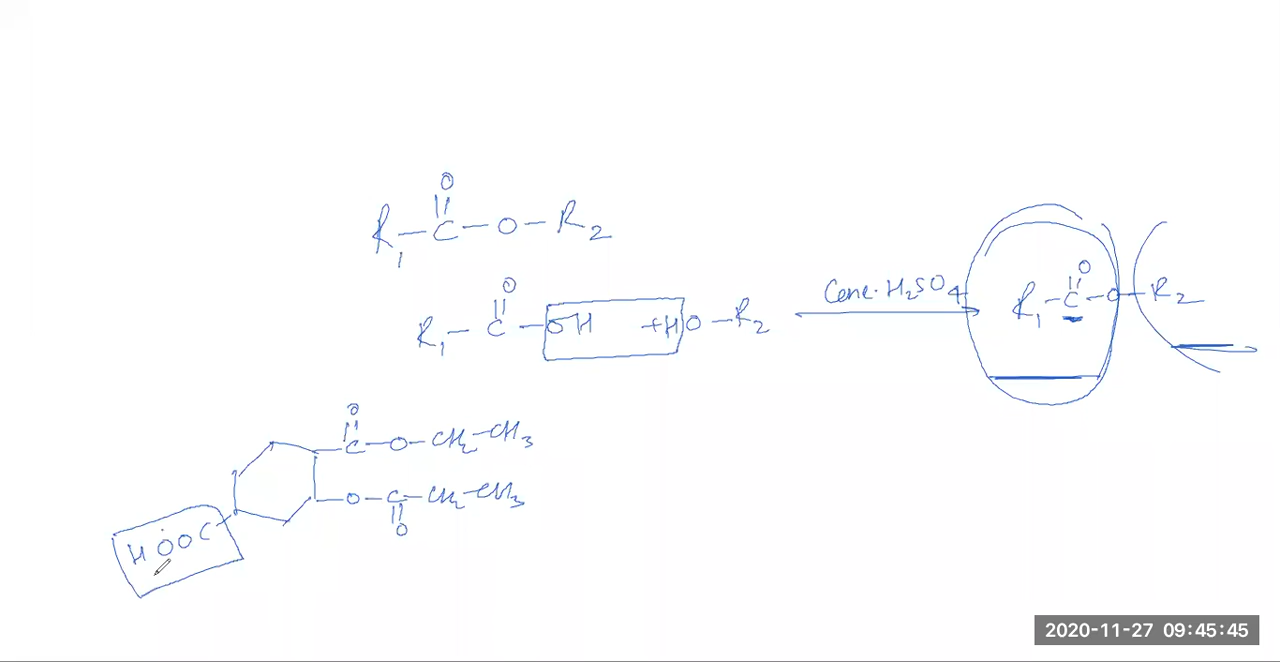 O
R1-C-O-R2
O
R1-C-OH +HO-R2 Conc. H2SO4 R1-C-O-R2
O
O
C-O-CH2-CH3
O-C-CH2-CH3
O
HOOC
2020-11-27 09:45:45